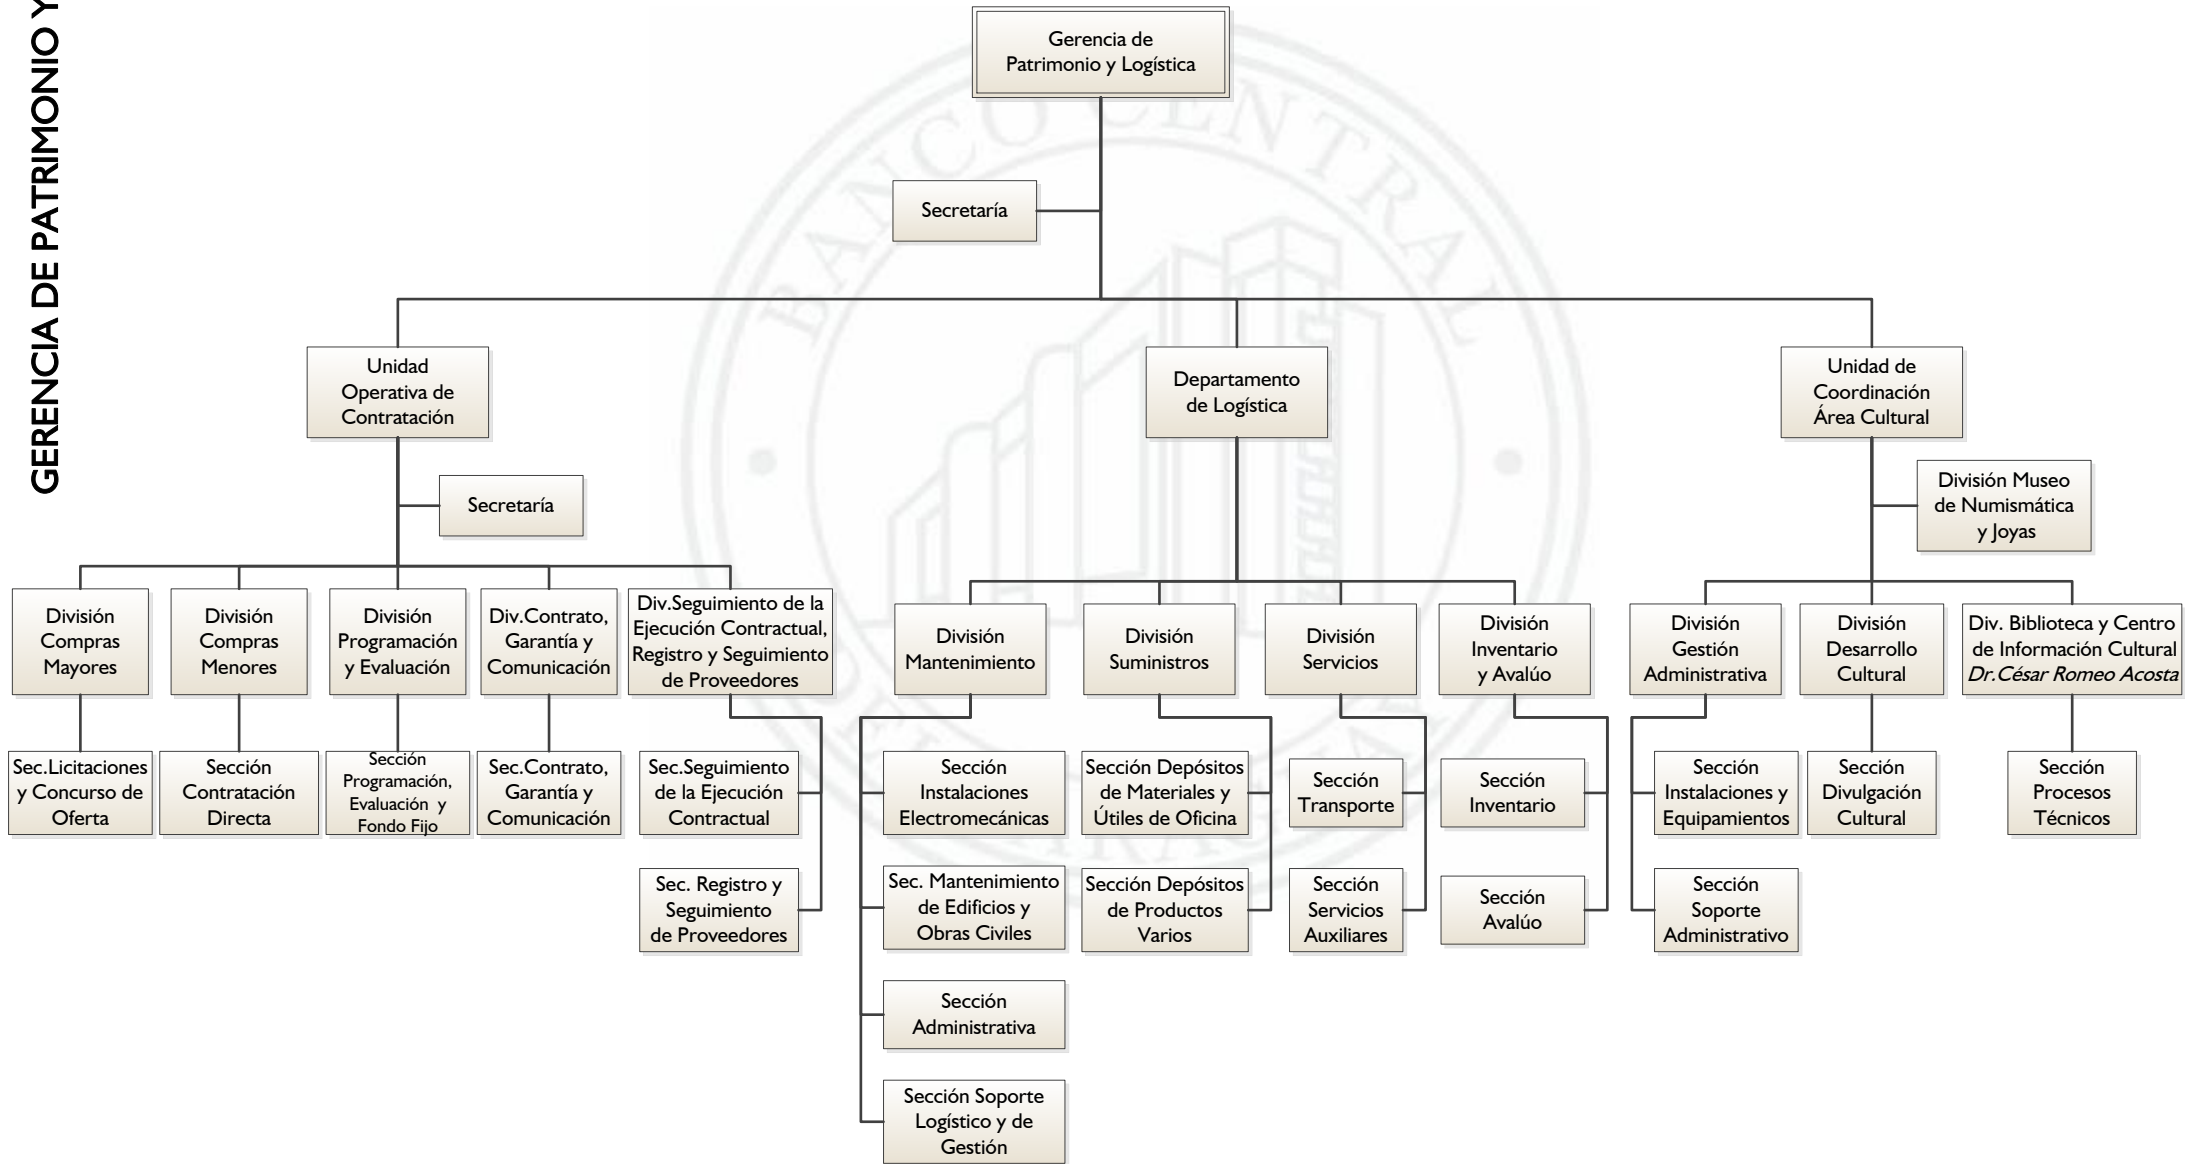 GERENCIA DE PATRIMONIO Y
Gerencia de
Patrimonio y Logística
Secretaría
Unidad
Operativa de
Contratación
Departamento
de Logística
Unidad de
Coordinación
Área Cultural
Secretaría
División Museo
de Numismática
y Joyas
División
Compras
Mayores
División
Compras
Menores
División
Programación
y Evaluación
Div.Contrato,
Garantía y
Comunicación
Div.Seguimiento de la
Ejecución Contractual,
Registro y Seguimiento
de Proveedores
División
Mantenimiento
División
Suministros
División
Servicios
División
Inventario
y Avalúo
División
Gestión
Administrativa
División
Desarrollo
Cultural
Div. Biblioteca y Centro
de Información Cultural
Dr.César Romeo Acosta
Sec.Licitaciones
y Concurso de
Oferta
Sección
Contratación
Directa
Sección
Programación,
Evaluación y
Fondo Fijo
Sec.Contrato,
Garantía y
Comunicación
Sec.Seguimiento
de la Ejecución
Contractual
Sección
Instalaciones
Electromecánicas
Sección Depósitos
de Materiales y
Útiles de Oficina
Sección
Transporte
Sección
Inventario
Sección
Instalaciones y
Equipamientos
Sección
Divulgación
Cultural
Sección
Procesos
Técnicos
Sec. Registro y
Seguimiento
de Proveedores
Sec. Mantenimiento
de Edificios y
Obras Civiles
Sección Depósitos
de Productos
Varios
Sección
Servicios
Auxiliares
Sección
Avalúo
Sección
Soporte
Administrativo
Sección
Administrativa
Sección Soporte
Logístico y de
Gestión
BANCO CENTRAL
DEL PARAGUAY